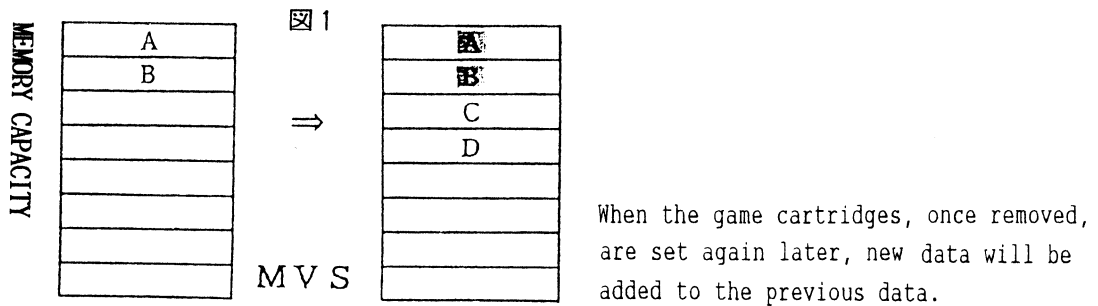 図1
MEMORY CAPACITY
A
B
⇒
A
B
C
D
MVS
When the game cartridges, once removed,
are set again later, new data will be
added to the previous data.